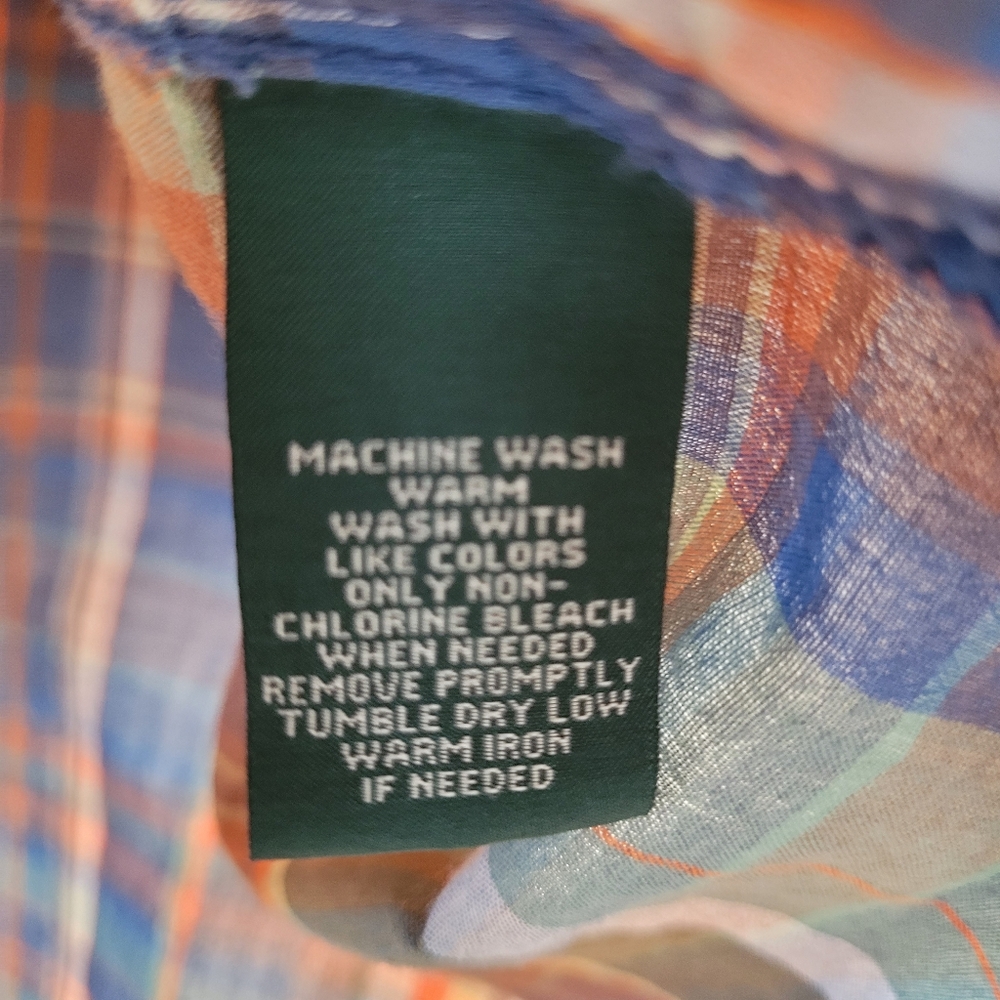 MACHINE WASH
WARM
WASH WITH
LIKE COLORS
ONLY NON-
CHLORINE BLEACH
WHEN NEEDED
REMOVE PROMPTLY
TUMBLE DRY LOW
WARM IRON
IF NEEDED